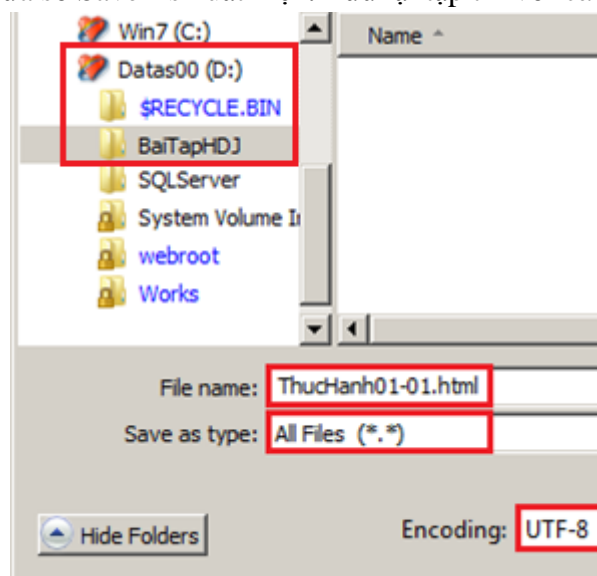 Win7 (C:)
Name
Datas00 (D:)
$RECYCLE.BIN
BaiTapHDJ
SQLServer
System Volume
webroot
Works
File name: ThucHanh01-01.html
Save as type: All Files (*.*)
Hide Folders
Encoding: UTF-8